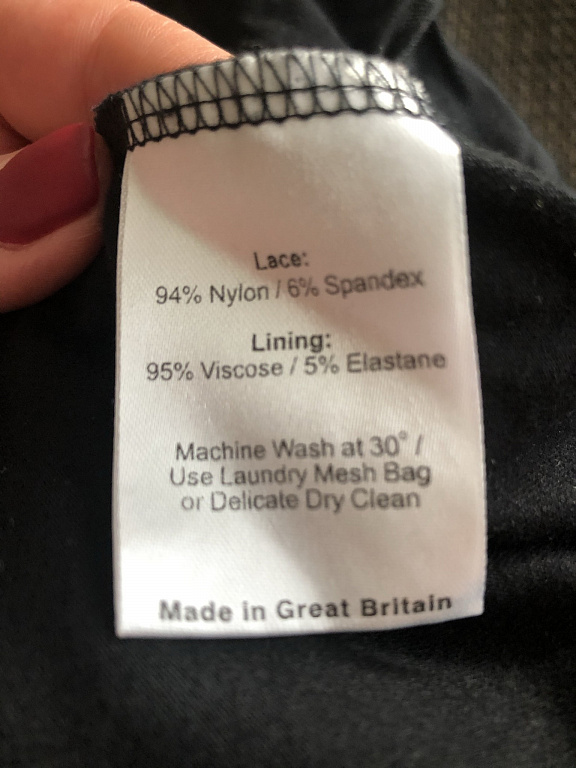 Lace:
94% Nylon / 6% Spandex
Lining:
95% Viscose / 5% Elastane
Machine Wash at 30° /
Use Laundry Mesh Bag
or Delicate Dry Clean
Made in Great Britain